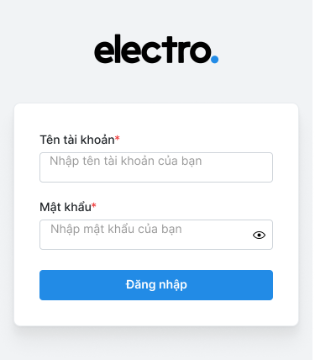 electro.
Tên tài khoản*
Nhập tên tài khoản của bạn
Mật khẩu*
Nhập mật khẩu của bạn
Đăng nhập